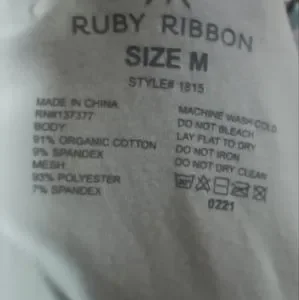 RUBY RIBBON
SIZE M
STYLE# 1815
MADE IN CHINA
RN#137377
BODY:
91% ORGANIC COTTON
9% SPANDEX
MESH:
93% POLYESTER
7% SPANDEX
MACHINE WASH COLD
DO NOT BLEACH
LAY FLAT TO DRY
DO NOT IRON
DO NOT DRY CLEAN
0221